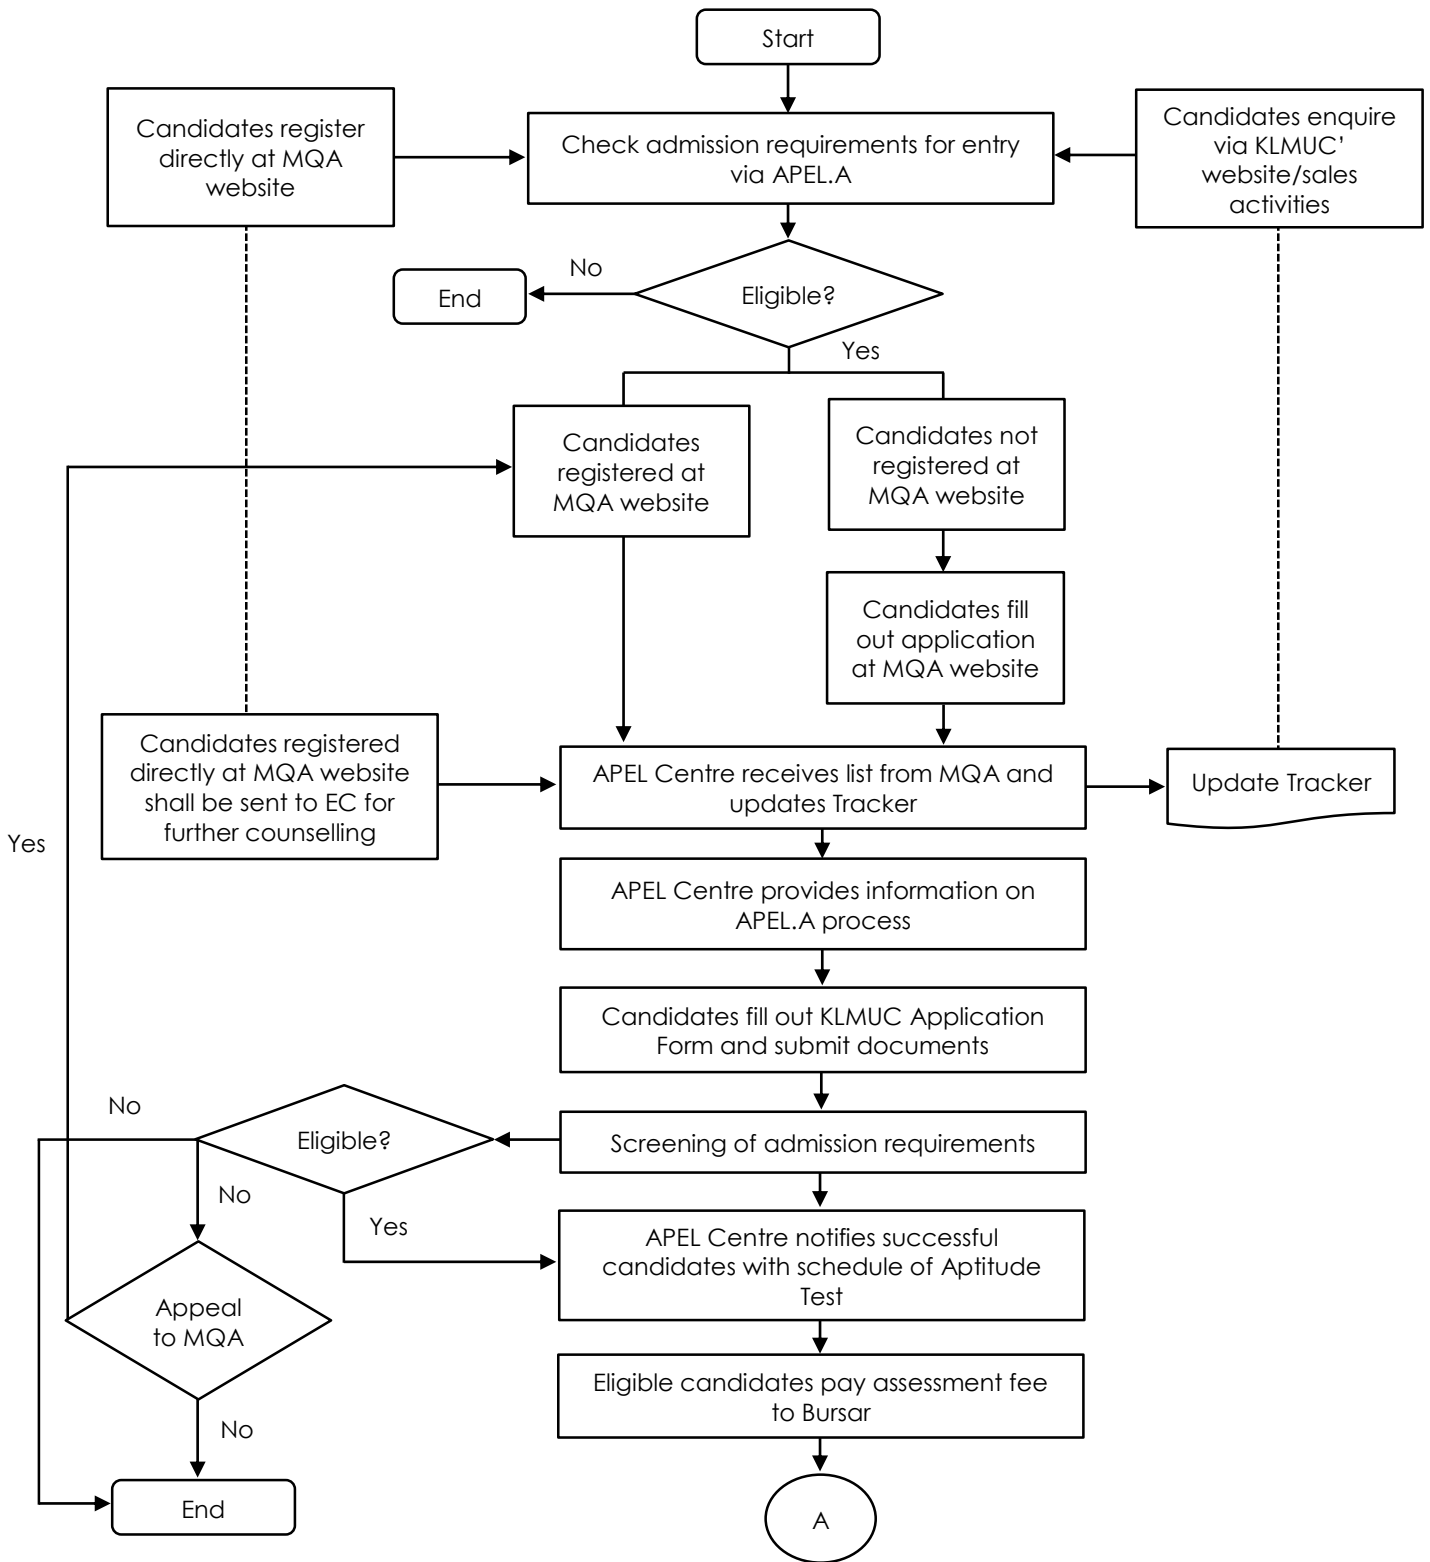 Start
Candidates register
directly at MQA
website
Check admission requirements for entry
via APEL.A
Candidates enquire
via KLMUC’
website/sales
activities
No
End
Eligible?
Yes
Candidates
registered at
MQA website
Candidates not
registered at
MQA website
Candidates fill
out application
at MQA website
Candidates registered
directly at MQA website
shall be sent to EC for
further counselling
APEL Centre receives list from MQA and
updates Tracker
Update Tracker
Yes
APEL Centre provides information on
APEL.A process
Candidates fill out KLMUC Application
Form and submit documents
No
Eligible?
Screening of admission requirements
No
Yes
APEL Centre notifies successful
candidates with schedule of Aptitude
Test
Appeal
to MQA
Eligible candidates pay assessment fee
to Bursar
No
End
A